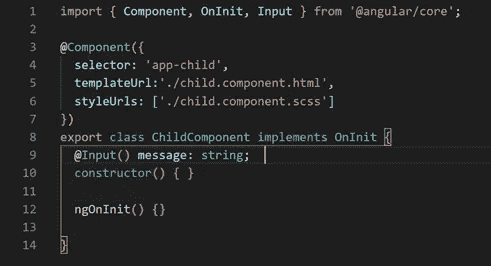 1 import { Component, OnInit, Input } from '@angular/core';
2
3 @Component({
4 selector: 'app-child',
5 templateUrl:'./child.component.html',
6 styleUrls: ['./child.component.scss']
7 })
8 export class ChildComponent implements OnInit {
9 @Input() message: string;
10 constructor() { }
11
12 ngOnInit() {}
13
14 }